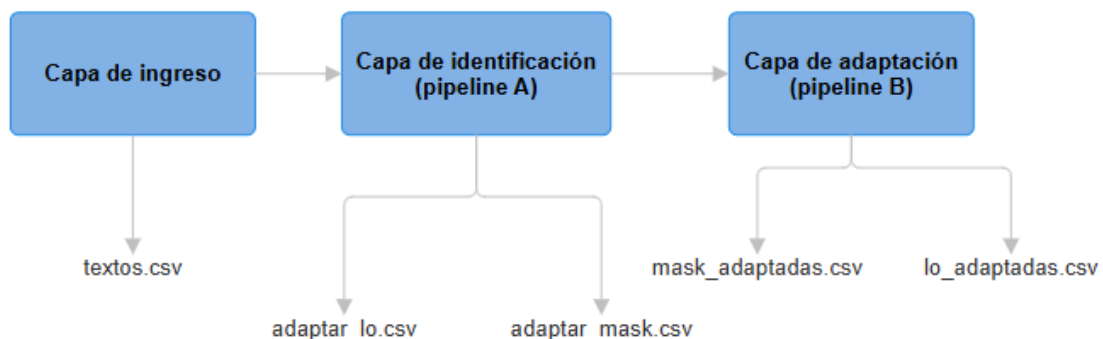 Capa de ingreso
Capa de identificación
(pipeline A)
Capa de adaptación
(pipeline B)
textos.csv
mask_adaptadas.csv
lo_adaptadas.csv
adaptar_lo.csv
adaptar_mask.csv